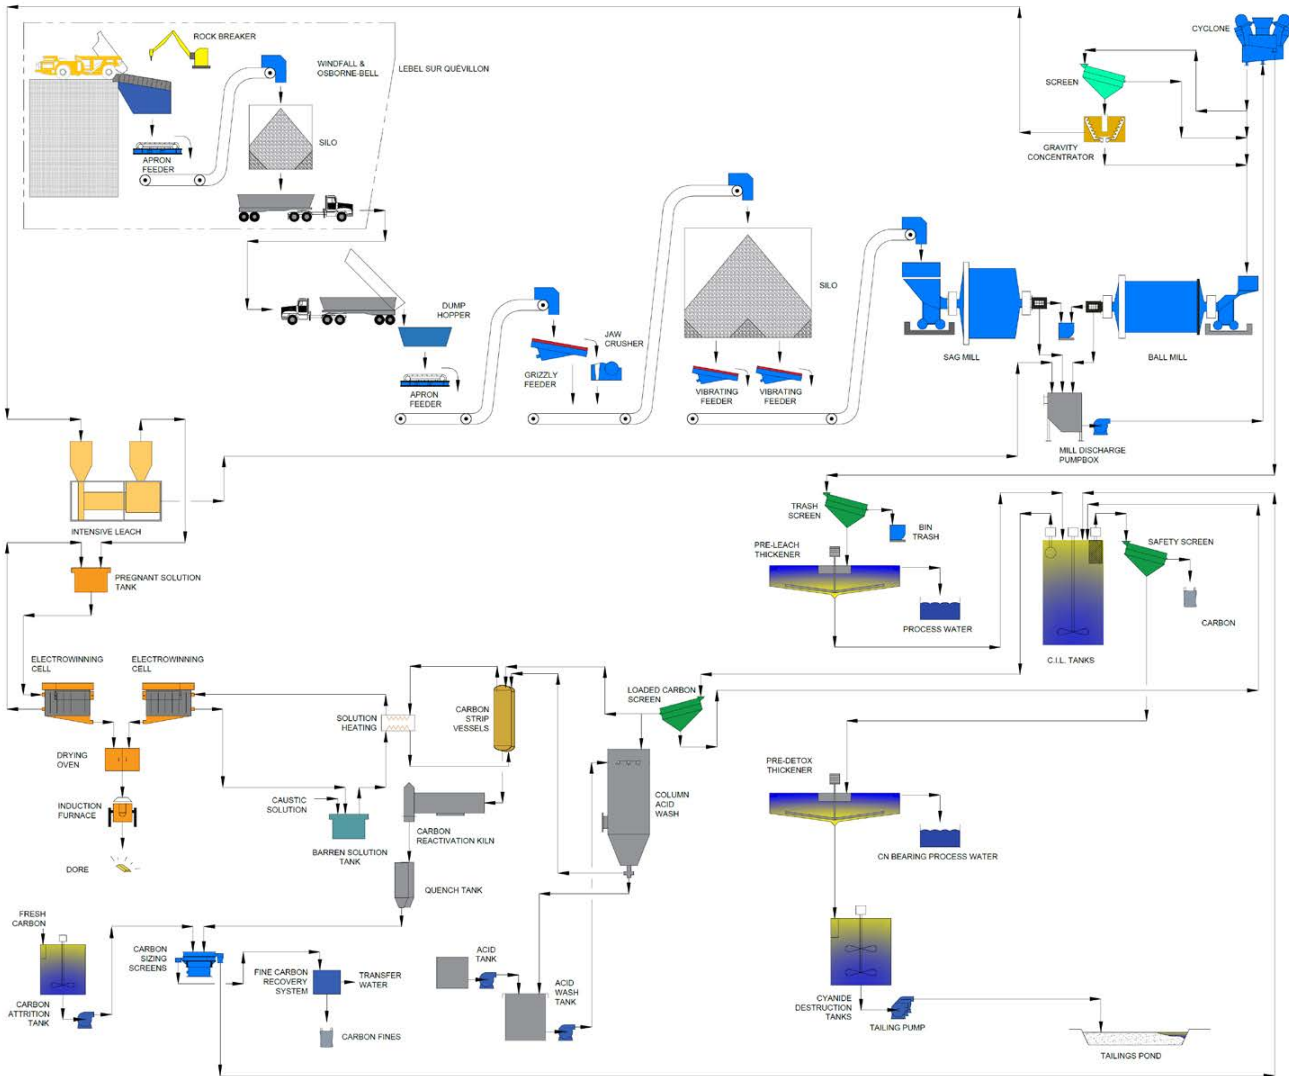 ROCK BREAKER
WINDFALL &
OSBORNE-BELL
LEBEL SUR QUÉVILLON
CYCLONE
SCREEN
GRAVITY
CONCENTRATOR
APRON
FEEDER
SILO
DUMP
HOPPER
APRON
FEEDER
GRIZZLY
FEEDER
JAW
CRUSHER
SILO
VIBRATING
FEEDER
VIBRATING
FEEDER
SAG MILL
BALL MILL
MILL DISCHARGE
PUMPBOX
INTENSIVE LEACH
PREGNANT SOLUTION
TANK
TRASH
SCREEN
BIN
TRASH
PRE-LEACH
THICKENER
PROCESS WATER
C.I.L. TANKS
SAFETY SCREEN
CARBON
ELECTROWINNING
CELL
ELECTROWINNING
CELL
DRYING
OVEN
INDUCTION
FURNACE
DORE
SOLUTION
HEATING
CAUSTIC
SOLUTION
BARREN SOLUTION
TANK
CARBON
STRIP
VESSELS
CARBON
REACTIVATION KILN
QUENCH TANK
LOADED CARBON
SCREEN
COLUMN
ACID
WASH
PRE-DETOX
THICKENER
CN BEARING PROCESS WATER
FRESH
CARBON
CARBON
ATTRITION
TANK
CARBON
SIZING
SCREENS
FINE CARBON
RECOVERY
SYSTEM
TRANSFER
WATER
CARBON FINES
ACID
TANK
ACID
WASH
TANK
CYANIDE
DESTRUCTION
TANKS
TAILING PUMP
TAILINGS POND